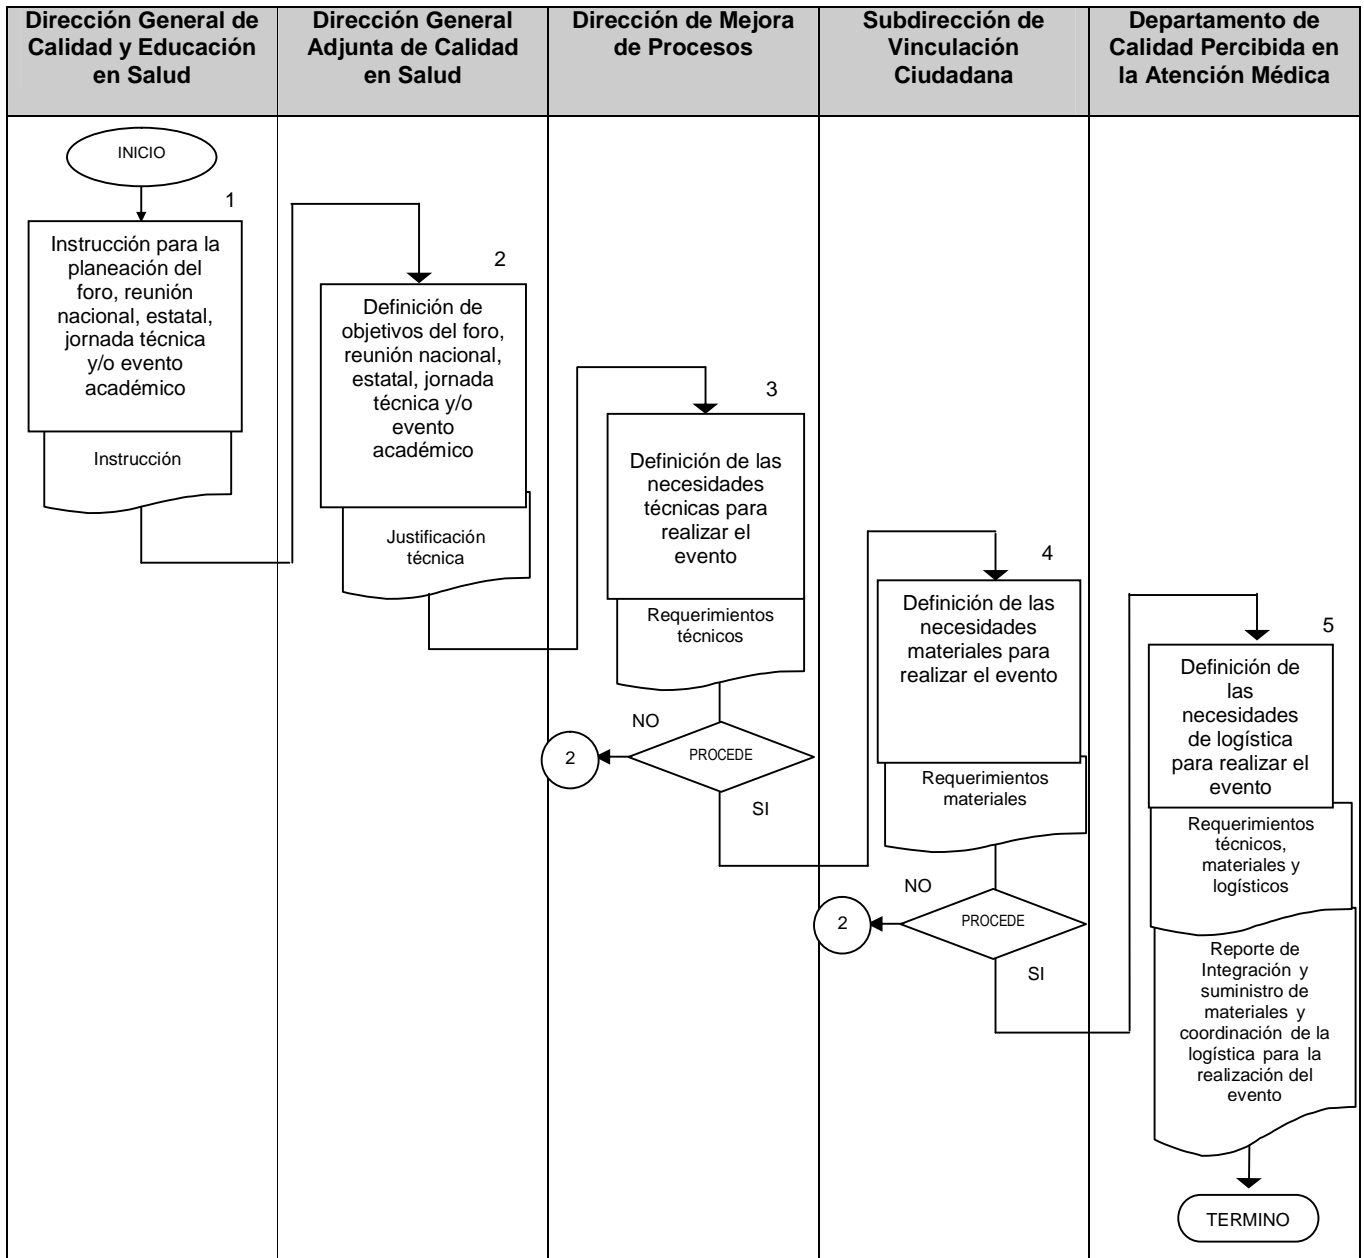 Dirección General de
Calidad y Educación
en Salud
Dirección General
Adjunta de Calidad
en Salud
Dirección de Mejora
de Procesos
Subdirección de
Vinculación
Ciudadana
Departamento de
Calidad Percibida en
la Atención Médica
INICIO
1
Instrucción para la
planeación del
foro, reunión
nacional, estatal,
jornada técnica
y/o evento
académico
Instrucción
2
Definición de
objetivos del foro,
reunión nacional,
estatal, jornada
técnica y/o
evento
académico
Justificación
técnica
3
Definición de las
necesidades
técnicas para
realizar el
evento
Requerimientos
técnicos
NO
PROCEDE
2
SI
4
Definición de las
necesidades
materiales para
realizar el evento
Requerimientos
materiales
NO
PROCEDE
2
SI
5
Definición de
las
necesidades
de logística
para realizar el
evento
Requerimientos
técnicos,
materiales y
logísticos
Reporte de
Integración y
suministro de
materiales y
coordinación de la
logística para la
realización del
evento
TERMINO